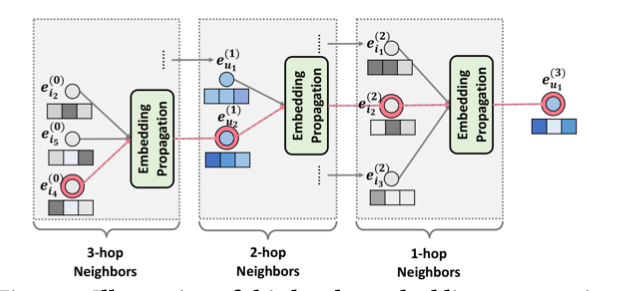 e_{i_2}^{(0)}
e_{i_5}^{(0)}
e_{i_4}^{(0)}
Embedding
Propagation
3-hop
Neighbors
e_{u_1}^{(1)}
e_{u_2}^{(1)}
Embedding
Propagation
2-hop
Neighbors
e_{i_1}^{(2)}
e_{i_2}^{(2)}
e_{i_3}^{(2)}
Embedding
Propagation
1-hop
Neighbors
e_{u_1}^{(3)}